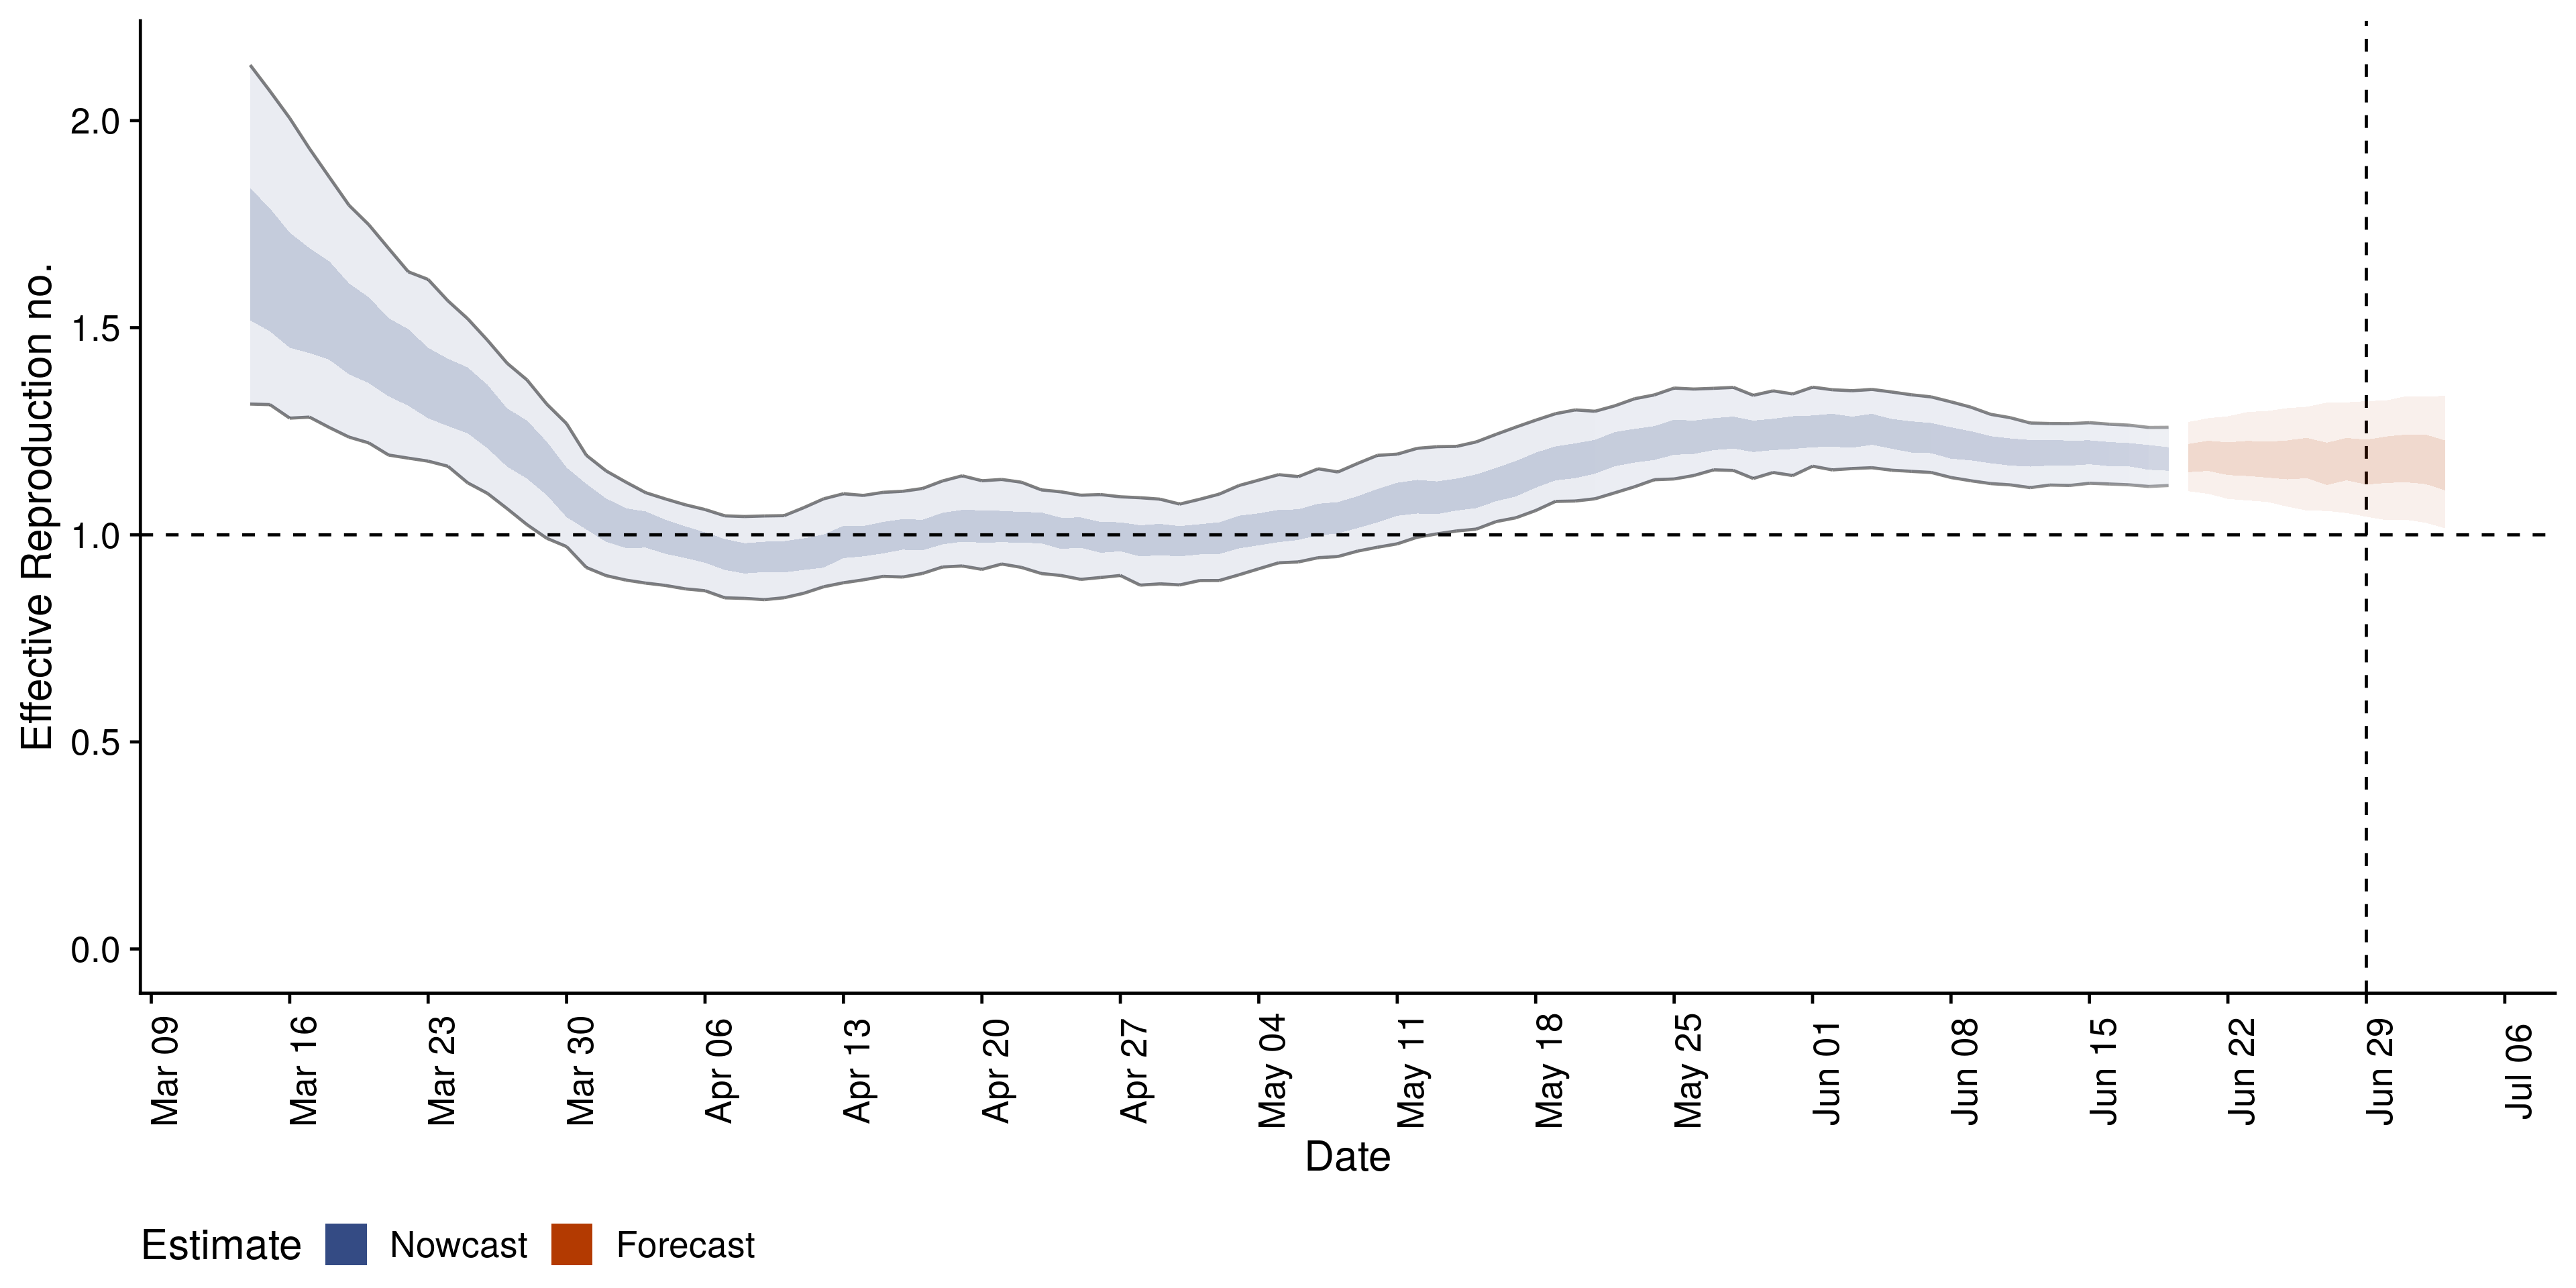 Effective Reproduction no.
2.0
1.5
1.0
0.5
0.0
Mar 09
Mar 16
Mar 23
Mar 30
Apr 06
Apr 13
Apr 20
Apr 27
May 04
May 11
May 18
May 25
Jun 01
Jun 08
Jun 15
Jun 22
Jun 29
Jul 06
Date
Estimate Nowcast Forecast